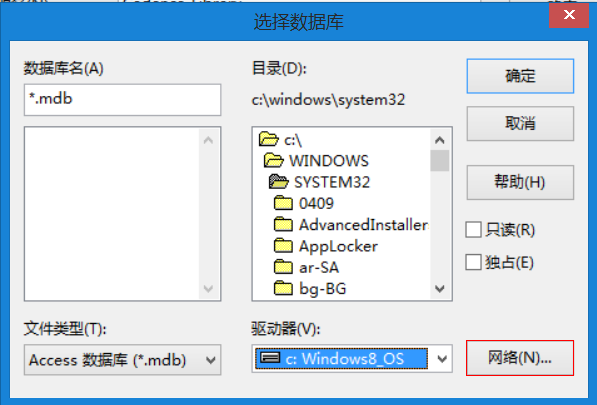 选择数据库
数据库名(A)
*.mdb
目录(D):
c:\windows\system32
c:\
WINDOWS
SYSTEM32
0409
AdvancedInstaller
AppLocker
ar-SA
bg-BG
确定
取消
帮助(H)
只读(R)
独占(E)
文件类型(T):
Access 数据库 (*.mdb)
驱动器(V):
c: Windows8_OS
网络(N)...